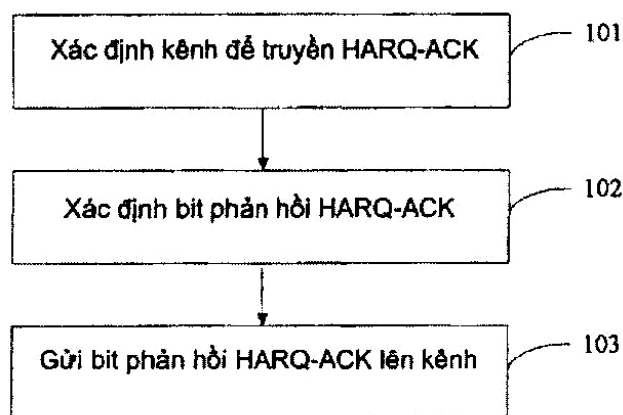 Xác định kênh để truyền HARQ-ACK
101
Xác định bit phản hồi HARQ-ACK
102
Gửi bit phản hồi HARQ-ACK lên kênh
103